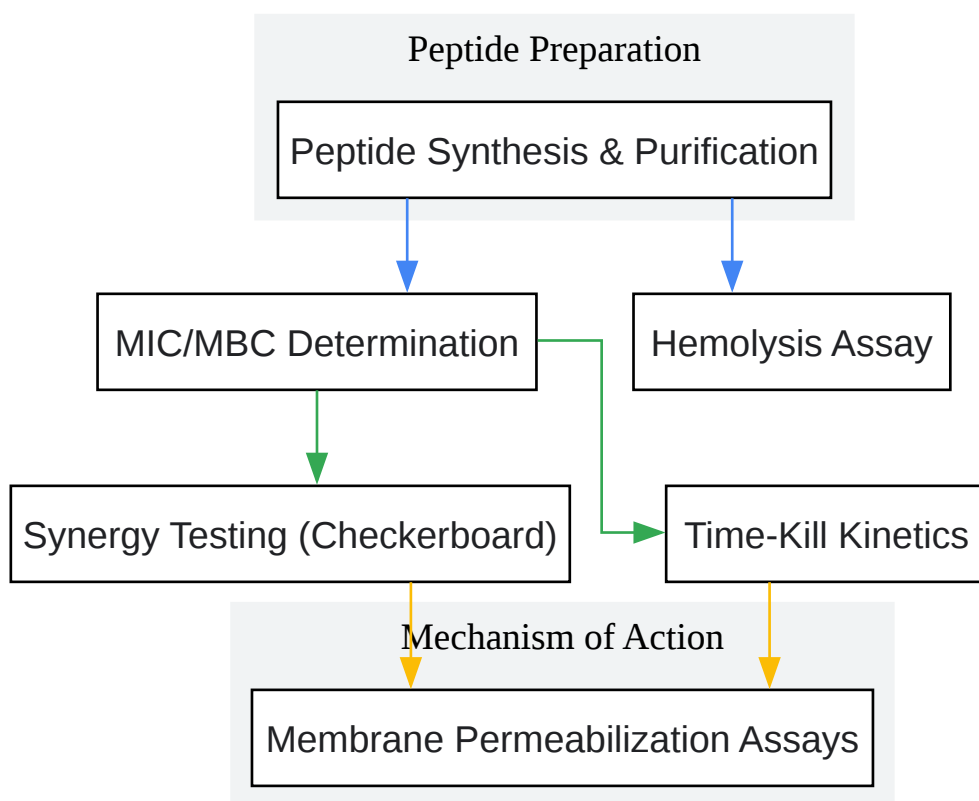 Peptide Preparation
Peptide Synthesis & Purification
MIC/MBC Determination
Hemolysis Assay
Synergy Testing (Checkerboard)
Time-Kill Kinetics
Mechanism of Action
Membrane Permeabilization Assays